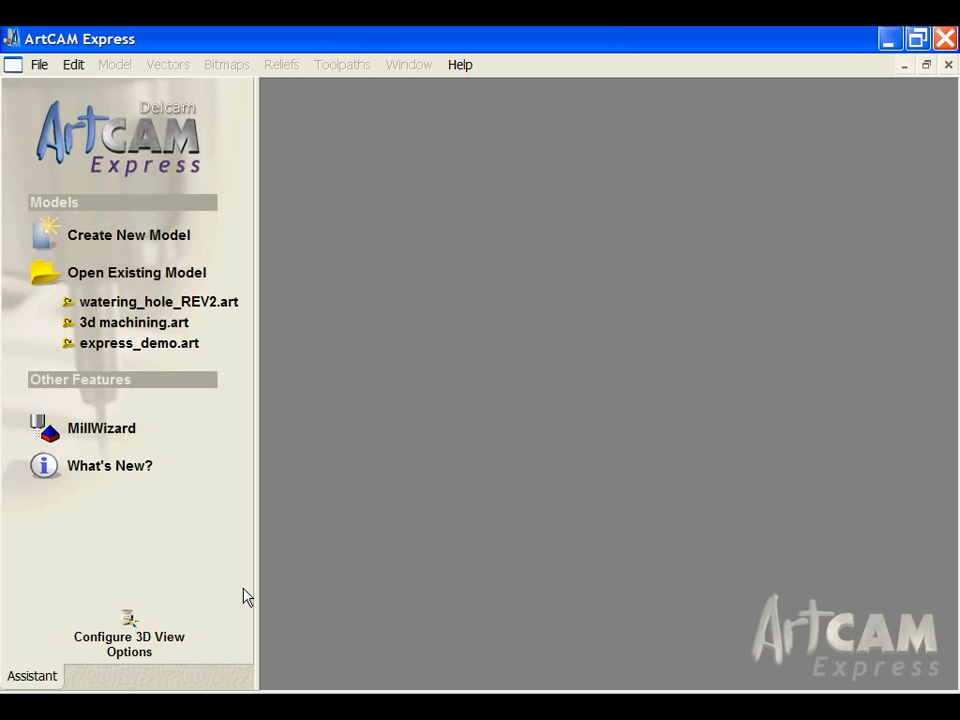 ArtCAM Express
File Edit Model Vectors Bitmaps Reliefs Toolpaths Window Help
Delcam
ArtCAM
Express
Models
Create New Model
Open Existing Model
watering_hole_REV2.art
3d machining.art
express_demo.art
Other Features
MillWizard
What's New?
Configure 3D View
Options
Assistant
ArtCAM
Express